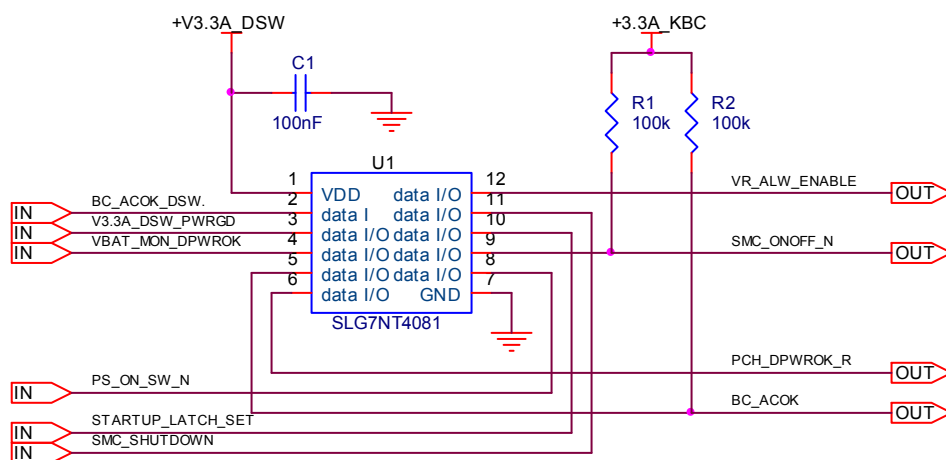 +V3.3A_DSW
+3.3A_KBC
C1
100nF
R1
100k
R2
100k
U1
1
VDD
data I/O
12
VR_ALW_ENABLE
OUT
IN
BC_ACOK_DSW.
2
data I
data I/O
11
IN
V3.3A_DSW_PWRGD
3
data I/O
data I/O
10
IN
VBAT_MON_DPWROK
4
data I/O
data I/O
9
SMC_ONOFF_N
OUT
5
data I/O
data I/O
8
6
data I/O
GND
7
SLG7NT4081
PCH_DPWROK_R
OUT
IN
PS_ON_SW_N
BC_ACOK
OUT
IN
STARTUP_LATCH_SET
IN
SMC_SHUTDOWN